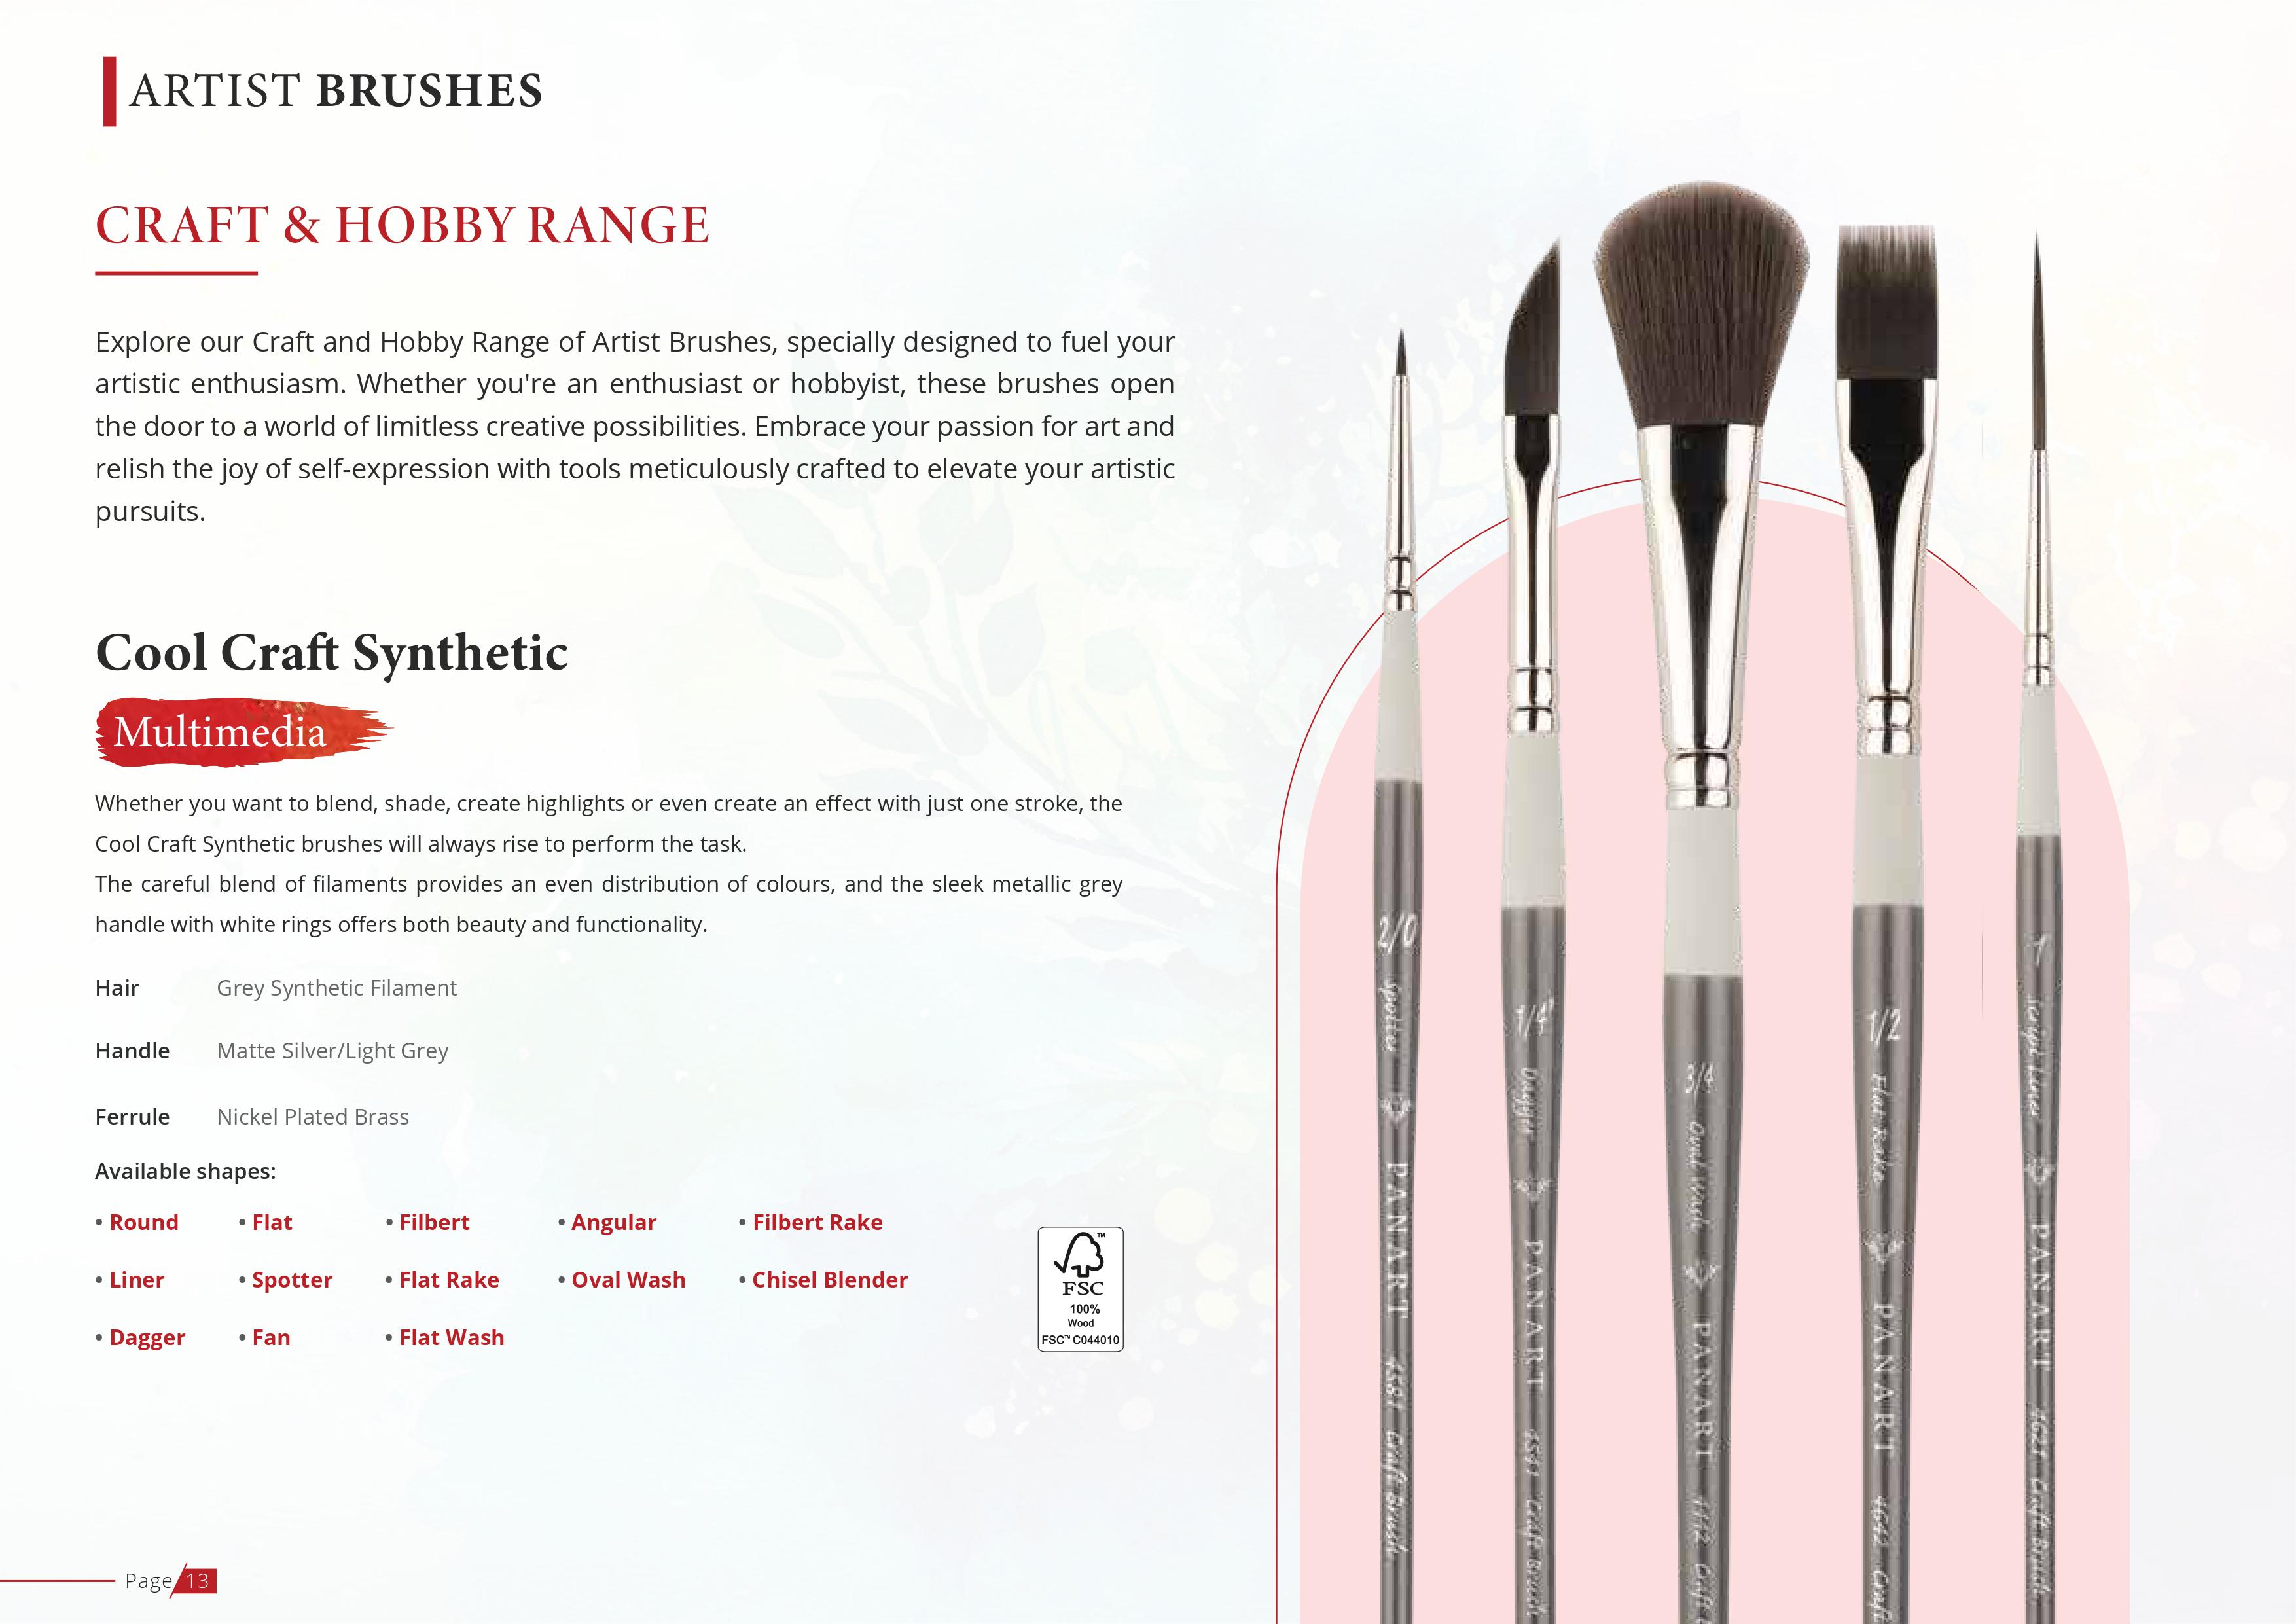 ARTIST BRUSHES
CRAFT & HOBBY RANGE
Explore our Craft and Hobby Range of Artist Brushes, specially designed to fuel your
artistic enthusiasm. Whether you're an enthusiast or hobbyist, these brushes open
the door to a world of limitless creative possibilities. Embrace your passion for art and
relish the joy of self-expression with tools meticulously crafted to elevate your artistic
pursuits.
Cool Craft Synthetic
Multimedia
Whether you want to blend, shade, create highlights or even create an effect with just one stroke, the
Cool Craft Synthetic brushes will always rise to perform the task.
The careful blend of filaments provides an even distribution of colours, and the sleek metallic grey
handle with white rings offers both beauty and functionality.
Hair Grey Synthetic Filament
Handle Matte Silver/Light Grey
Ferrule Nickel Plated Brass
Available shapes:
• Round • Flat • Filbert • Angular • Filbert Rake
• Liner • Spotter • Flat Rake • Oval Wash • Chisel Blender
• Dagger • Fan • Flat Wash
FSC™
100%
Wood
FSC™ C044010
2/0 Spotter PANART 4581 Craft Brush
1/4" Dagger PANART Craft Brush
3/4 Oval Wash PANART
1/2 Flat Rake PANART 4642
1 Script Liner PANART 4621 Craft Brush
Page 13